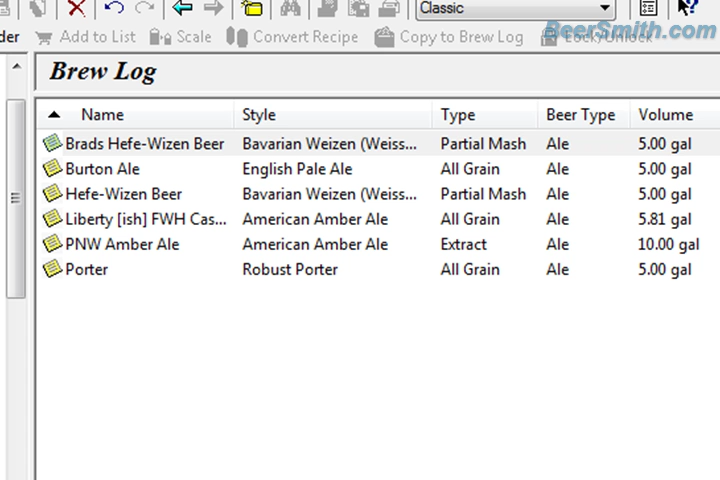 Classic
BeerSmith.com
der Add to List Scale Convert Recipe Copy to Brew Log Lock/Unlock
Brew Log
Name Style Type Beer Type Volume
Brads Hefe-Wizen Beer Bavarian Weizen (Weiss... Partial Mash Ale 5.00 gal
Burton Ale English Pale Ale All Grain Ale 5.00 gal
Hefe-Wizen Beer Bavarian Weizen (Weiss... Partial Mash Ale 5.00 gal
Liberty [ish] FWH Cas... American Amber Ale All Grain Ale 5.81 gal
PNW Amber Ale American Amber Ale Extract Ale 10.00 gal
Porter Robust Porter All Grain Ale 5.00 gal